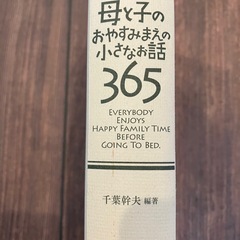 母と子の
おやすみまえの
小さなお話
365
EVERYBODY
ENJOYS
HAPPY FAMILY TIME
BEFORE
GOING TO BED.
千葉幹夫 編著